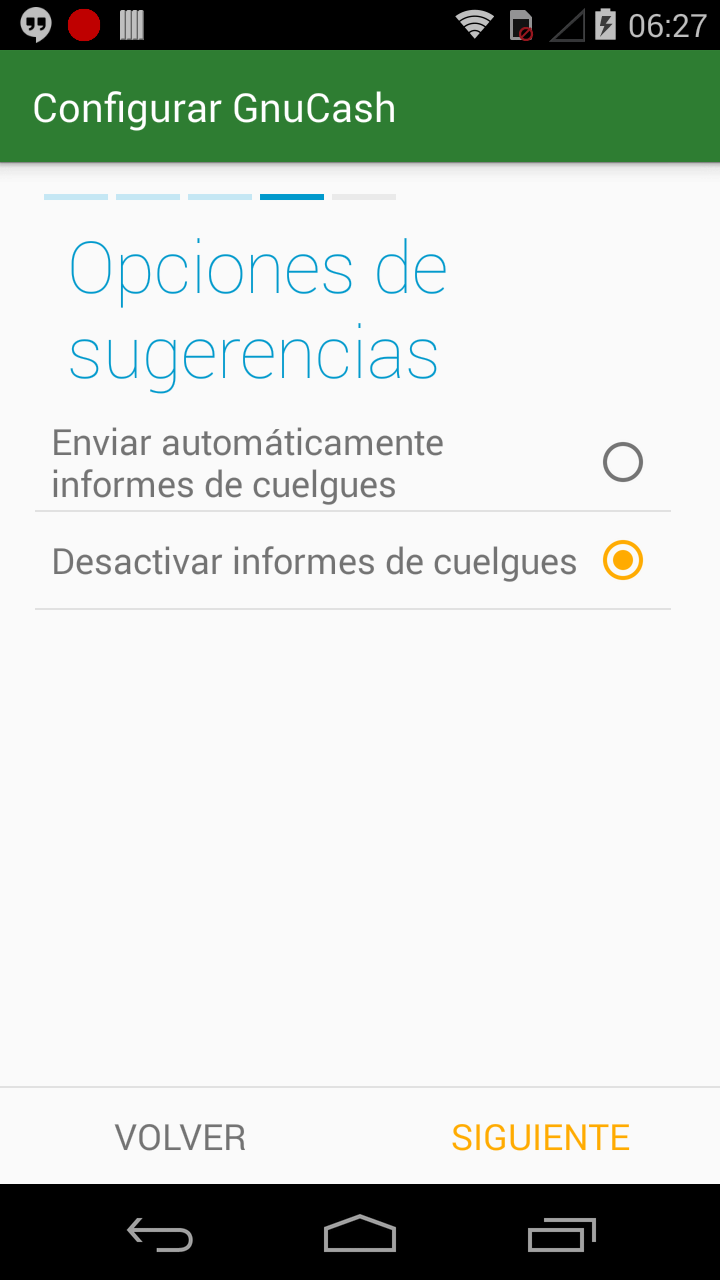 06:27
Configurar GnuCash
Opciones de
sugerencias
Enviar automáticamente
informes de cuelgues
Desactivar informes de cuelgues
VOLVER
SIGUIENTE